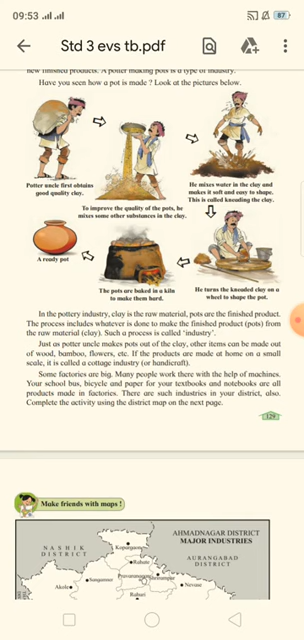 09:53
87
Std 3 evs tb.pdf
new finished products. A potter making pots is a type of industry.
Have you seen how a pot is made ? Look at the pictures below.
Potter uncle first obtains
good quality clay.
To improve the quality of the pots, he
mixes some other substances in the clay.
He mixes water in the clay and
makes it soft and easy to shape.
This is called kneading the clay.
A ready pot
The pots are baked in a kiln
to make them hard.
He turns the kneaded clay on a
wheel to shape the pot.
In the pottery industry, clay is the raw material, pots are the finished product.
The process includes whatever is done to make the finished product (pots) from
the raw material (clay). Such a process is called 'industry'.
Just as potter uncle makes pots out of the clay, other items can be made out
of wood, bamboo, flowers, etc. If the products are made at home on a small
scale, it is called a cottage industry (or handicraft).
Some factories are big. Many people work there with the help of machines.
Your school bus, bicycle and paper for your textbooks and notebooks are all
products made in factories. There are such industries in your district, also.
Complete the activity using the district map on the next page.
129
Make friends with maps !
AHMADNAGAR DISTRICT
MAJOR INDUSTRIES
NASHIK
DISTRICT
AURANGABAD
DISTRICT
Kopargaon
Rahate
Akole
Sangamner
Pravaranagar
Shrirampur
Nevase
Rahuri